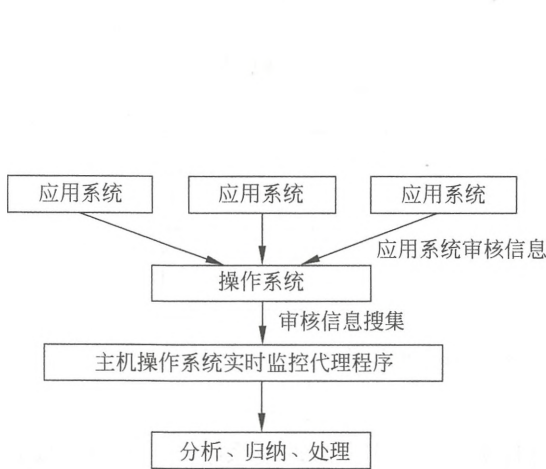 应用系统
应用系统
应用系统
应用系统审核信息
操作系统
审核信息搜集
主机操作系统实时监控代理程序
分析、归纳、处理